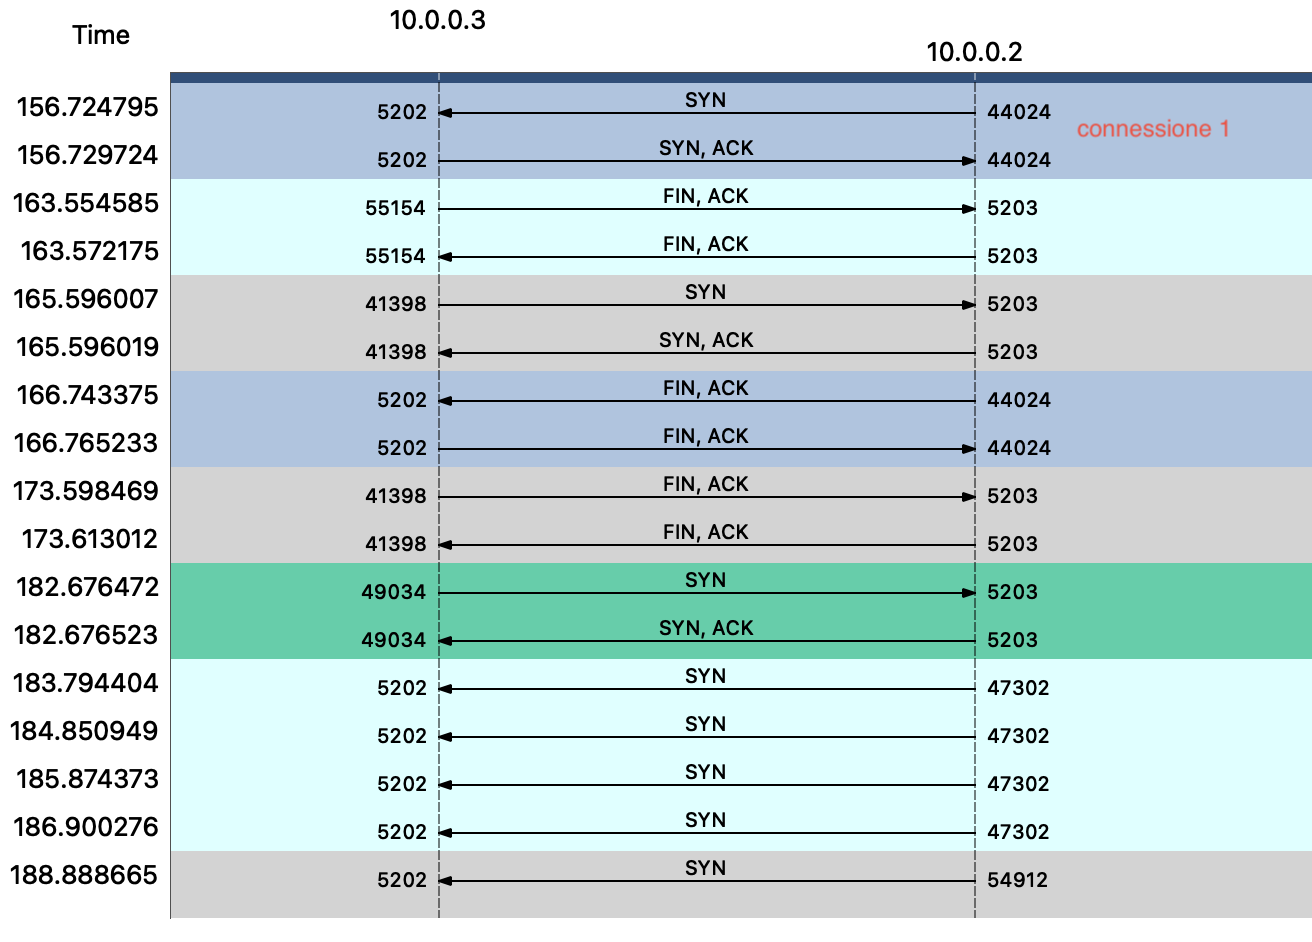 10.0.0.3
Time
10.0.0.2
156.724795 5202 SYN 44024
connessione 1
156.729724 5202 SYN, ACK 44024
163.554585 55154 FIN, ACK 5203
163.572175 55154 FIN, ACK 5203
165.596007 41398 SYN 5203
165.596019 41398 SYN, ACK 5203
166.743375 5202 FIN, ACK 44024
166.765233 5202 FIN, ACK 44024
173.598469 41398 FIN, ACK 5203
173.613012 41398 FIN, ACK 5203
182.676472 49034 SYN 5203
182.676523 49034 SYN, ACK 5203
183.794404 5202 SYN 47302
184.850949 5202 SYN 47302
185.874373 5202 SYN 47302
186.900276 5202 SYN 47302
188.888665 5202 SYN 54912